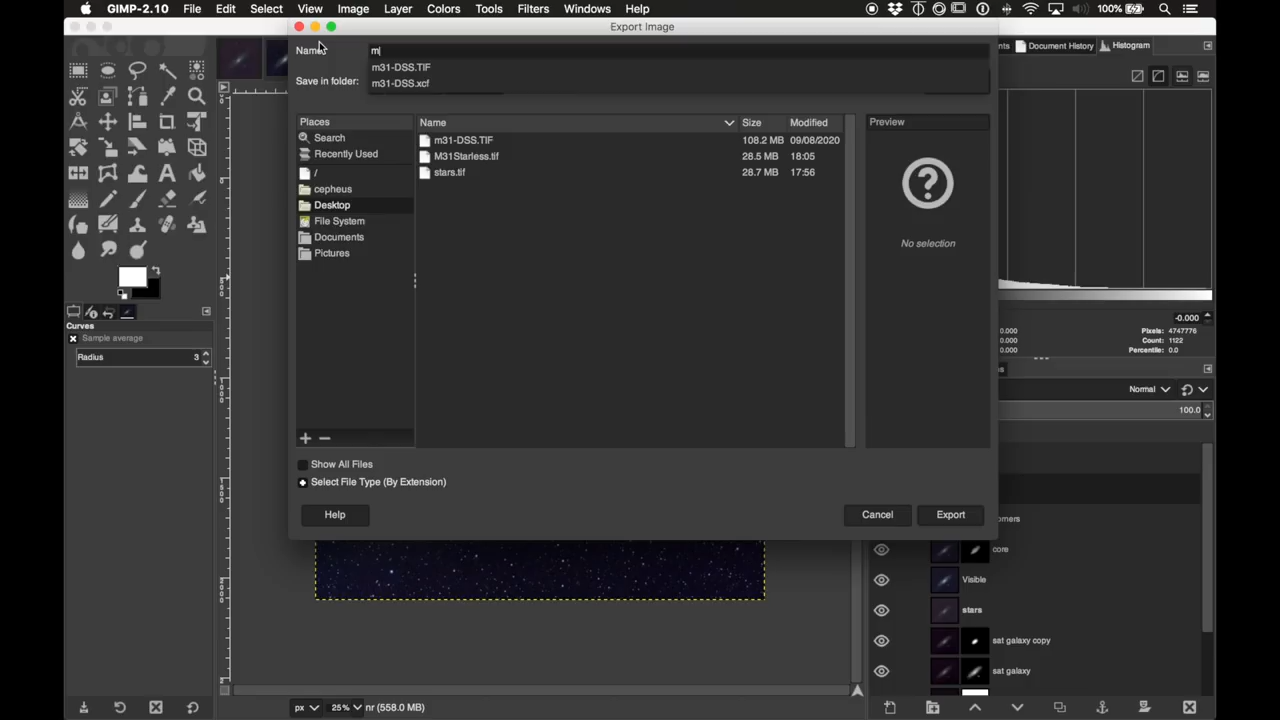 GIMP-2.10 File Edit Select View Image Layer Colors Tools Filters Windows Help 100%
Export Image
nts Document History Histogram
Name: m
m31-DSS.TIF
Save in folder:
m31-DSS.xcf
Places Name Size Modified Preview
Search m31-DSS.TIF 108.2 MB 09/08/2020
Recently Used M31Starless.tif 28.5 MB 18:05
/ stars.tif 28.7 MB 17:56
cepheus
Desktop
File System
Documents
Pictures
No selection
Curves
Sample average
Radius 3
-0.000
0.000 Pixels: 4747776
0.000 Count: 1122
0.000 Percentile: 0.0
Normal
100.0
Show All Files
Select File Type (By Extension)
Help Cancel Export
orners
core
Visible
stars
sat galaxy copy
sat galaxy
px 25% nr (558.0 MB)